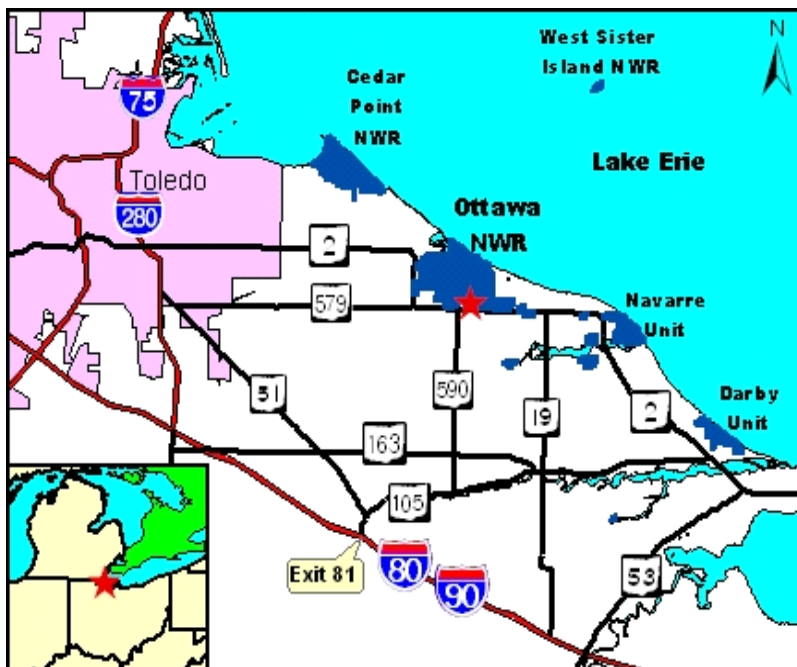 West Sister
Island NWR
N
Cedar
Point
NWR
75
Lake Erie
Toledo
280
Ottawa
NWR
2
579
Navarre
Unit
51
590
19
2
Darby
Unit
163
105
Exit 81
80
90
53